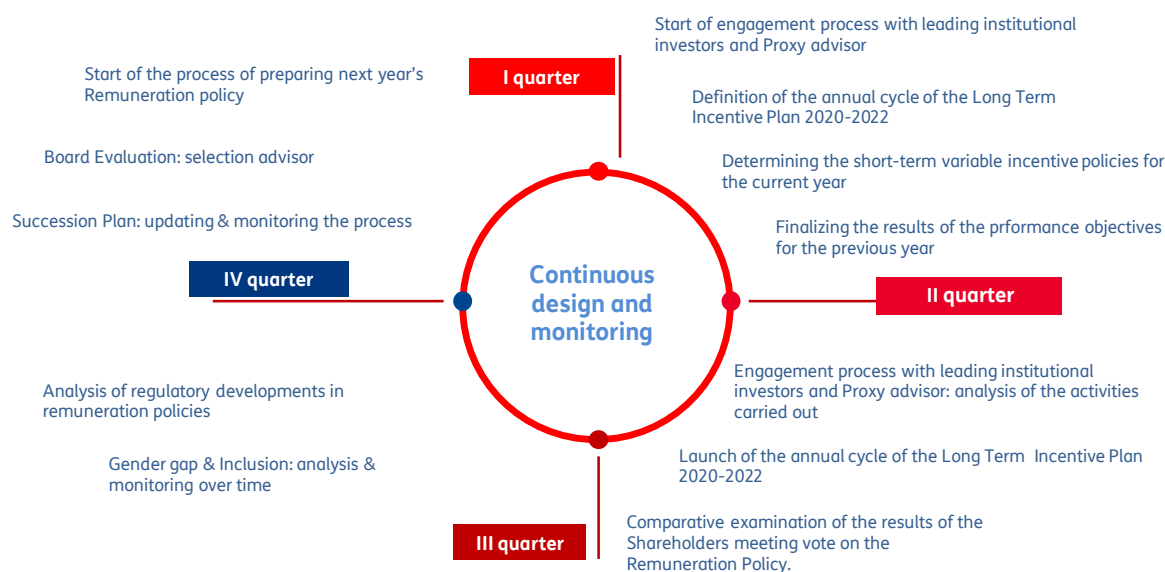 Start of engagement process with leading institutional
investors and Proxy advisor
I quarter
Start of the process of preparing next year's
Remuneration policy
Definition of the annual cycle of the Long Term
Incentive Plan 2020-2022
Board Evaluation: selection advisor
Determining the short-term variable incentive policies for
the current year
Succession Plan: updating & monitoring the process
Finalizing the results of the prformance objectives
for the previous year
IV quarter
Continuous
design and
monitoring
II quarter
Engagement process with leading institutional
investors and Proxy advisor: analysis of the activities
carried out
Analysis of regulatory developments in
remuneration policies
Launch of the annual cycle of the Long Term Incentive Plan
2020-2022
Gender gap & Inclusion: analysis &
monitoring over time
III quarter
Comparative examination of the results of the
Shareholders meeting vote on the
Remuneration Policy.